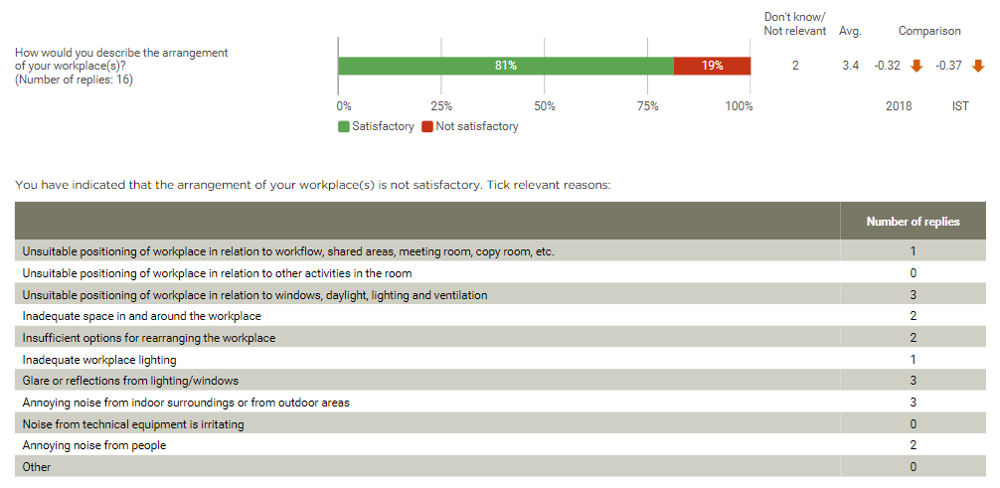 Don't know/
Not relevant Avg. Comparison
How would you describe the arrangement
of your workplace(s)?
(Number of replies: 16)
81% 19% 2 3.4 -0.32 -0.37
0% 25% 50% 75% 100% 2018 IST
Satisfactory Not satisfactory
You have indicated that the arrangement of your workplace(s) is not satisfactory. Tick relevant reasons:
Number of replies
Unsuitable positioning of workplace in relation to workflow, shared areas, meeting room, copy room, etc. 1
Unsuitable positioning of workplace in relation to other activities in the room 0
Unsuitable positioning of workplace in relation to windows, daylight, lighting and ventilation 3
Inadequate space in and around the workplace 2
Insufficient options for rearranging the workplace 2
Inadequate workplace lighting 1
Glare or reflections from lighting/windows 3
Annoying noise from indoor surroundings or from outdoor areas 3
Noise from technical equipment is irritating 0
Annoying noise from people 2
Other 0